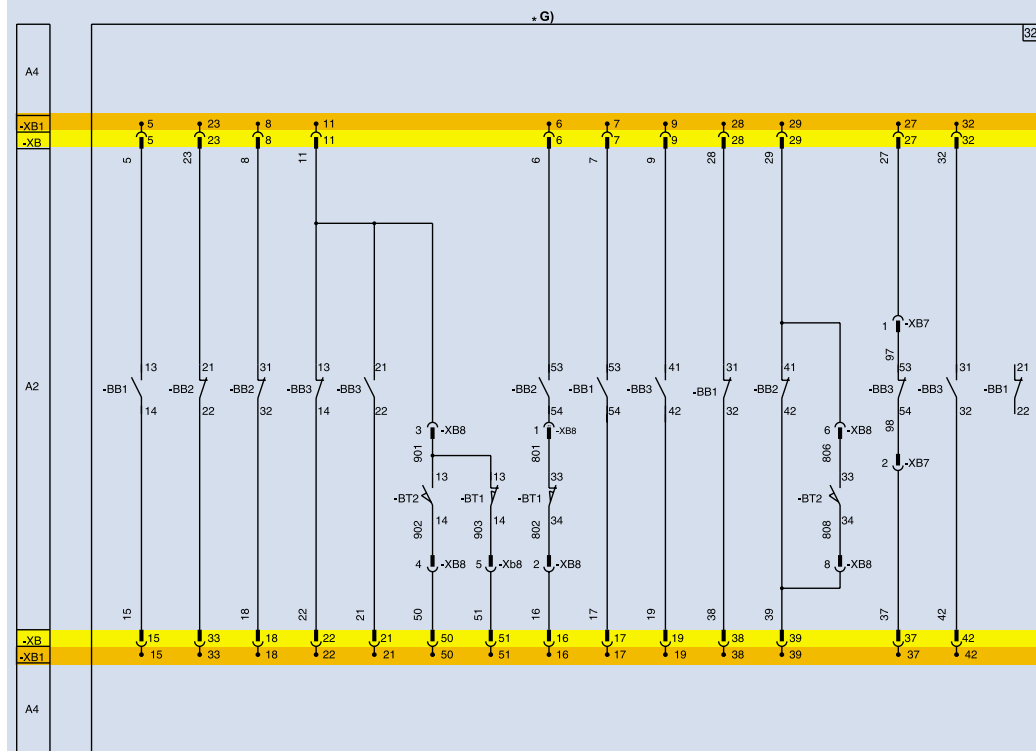 * G)
32
A4
-XB1 5 23 8 11 6 7 9 28 29 27 32
-XB 5 23 8 11 6 7 9 28 29 27 32
5 23 8 11 6 7 9 28 29 27 32
1 -XB7
97
13 21 31 13 21 53 53 41 31 41 53 31 21
A2 -BB1 -BB2 -BB2 -BB3 -BB3 -BB2 -BB1 -BB3 -BB1 -BB2 -BB3 -BB3 -BB1
14 22 32 14 22 54 54 42 32 42 54 32 22
3 -XB8 1 -XB8 6 -XB8 98
901 801 806
2 -XB7
13 13 33 33
-BT2 -BT1 -BT1 -BT2
14 14 34 34
902 903 802 808
4 -XB8 5 -Xb8 2 -XB8 8 -XB8
15 18 22 21 50 51 16 17 19 38 39 37 42
-XB 15 33 18 22 21 50 51 16 17 19 38 39 37 42
-XB1 15 33 18 22 21 50 51 16 17 19 38 39 37 42
A4